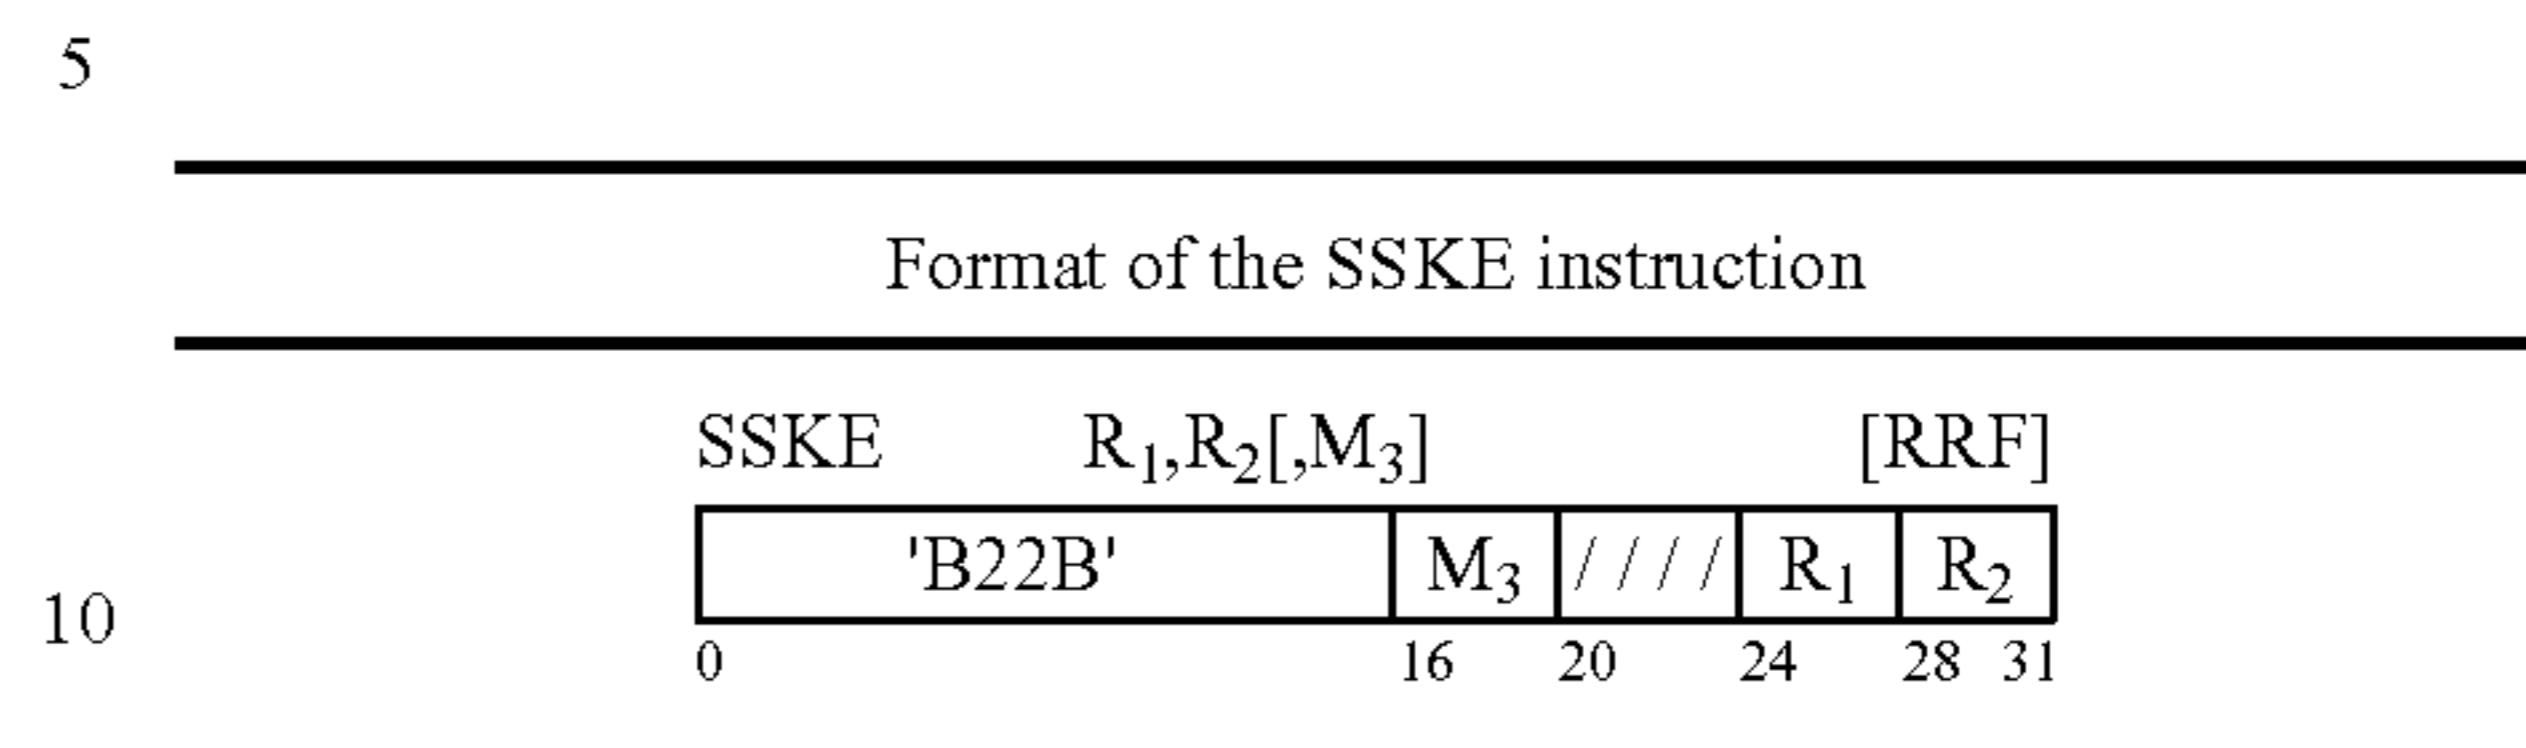 5
Format of the SSKE instruction
SSKE R₁,R₂[,M₃] [RRF]
'B22B' M₃ //// R₁ R₂
10
0 16 20 24 28 31